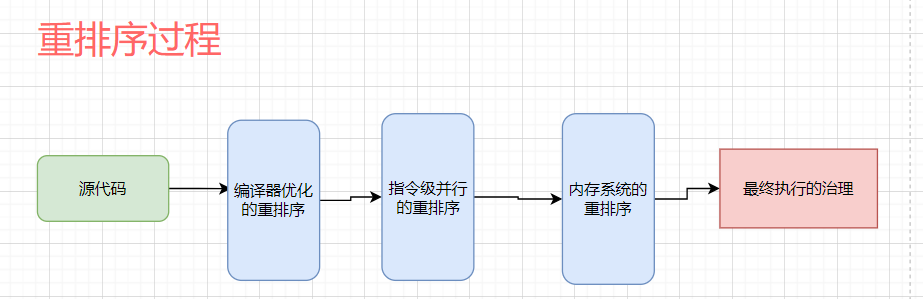 重排序过程
源代码
编译器优化
的重排序
指令级并行
的重排序
内存系统的
重排序
最终执行的治理